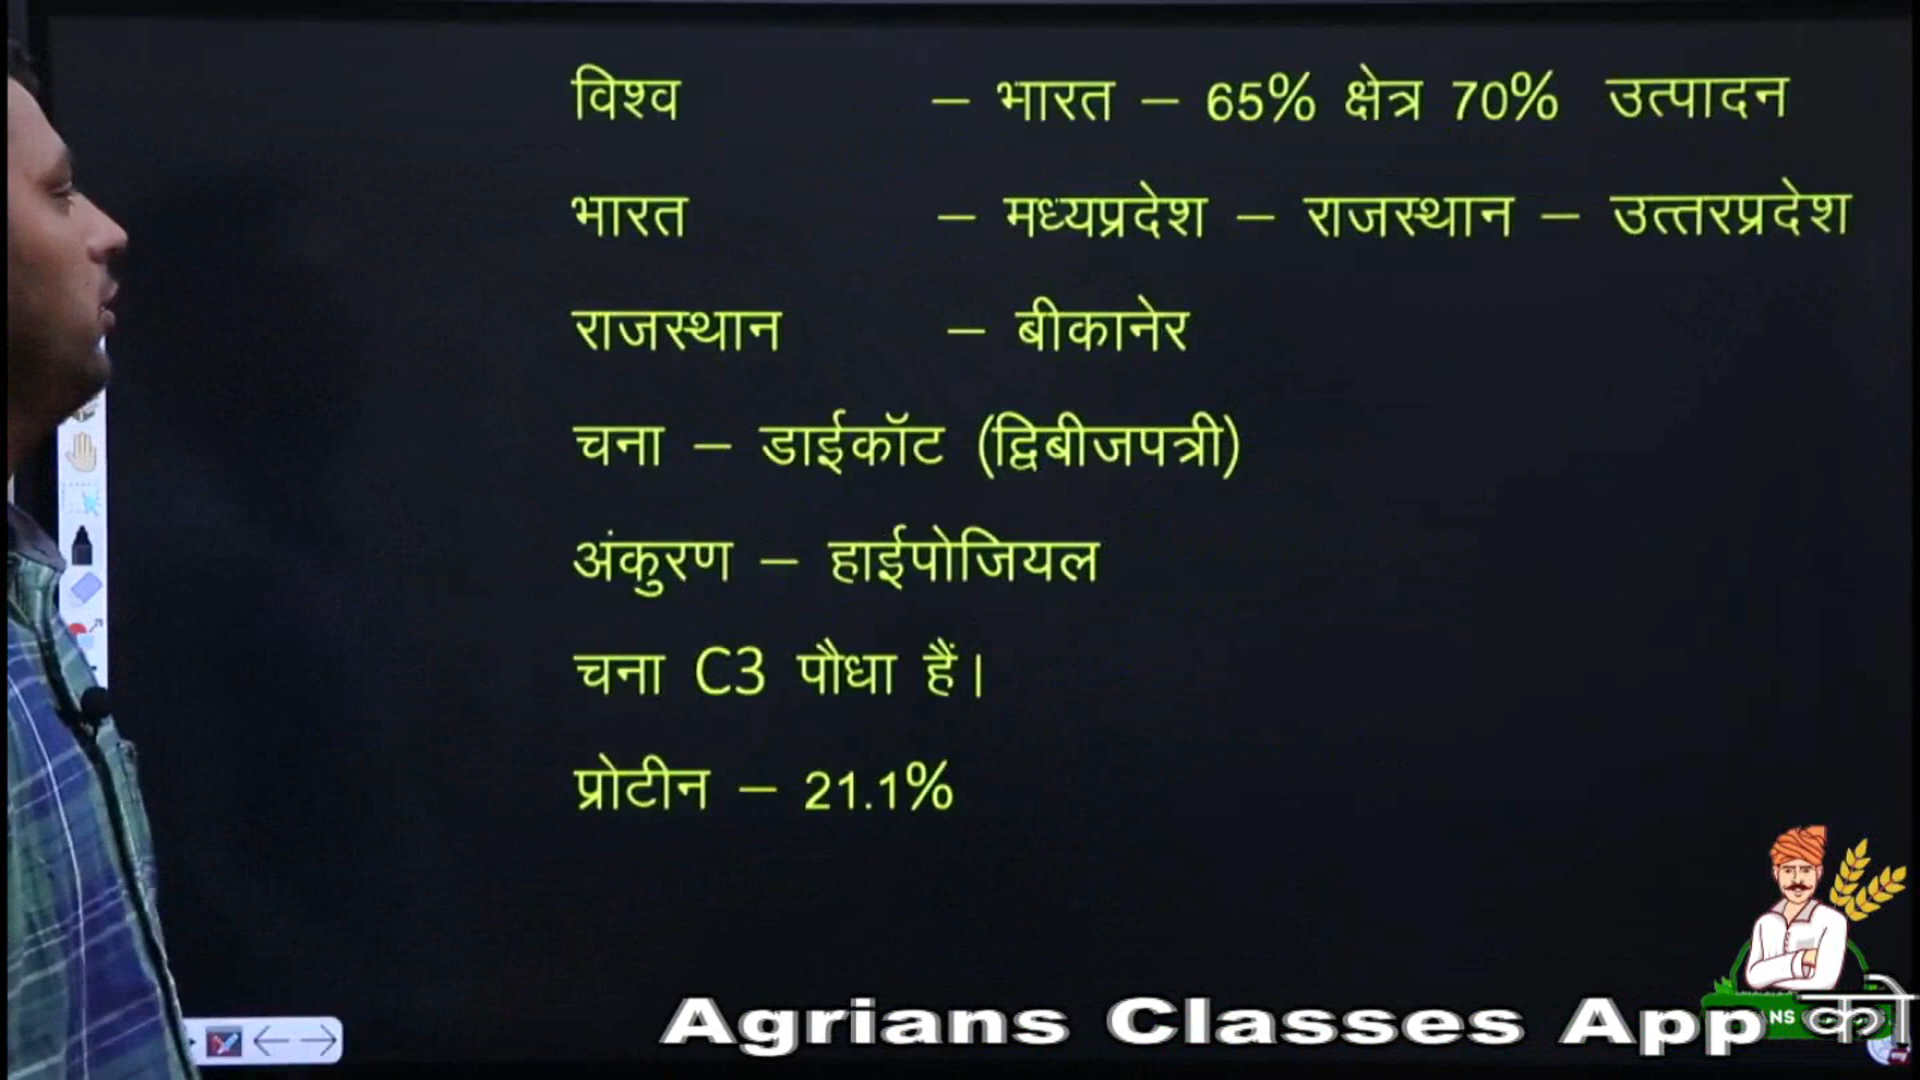 विश्व – भारत – 65% क्षेत्र 70% उत्पादन
भारत – मध्यप्रदेश – राजस्थान – उत्तरप्रदेश
राजस्थान – बीकानेर
चना – डाईकॉट (द्विबीजपत्री)
अंकुरण – हाईपोजियल
चना C3 पौधा हैं।
प्रोटीन – 21.1%
Agrians Classes App को